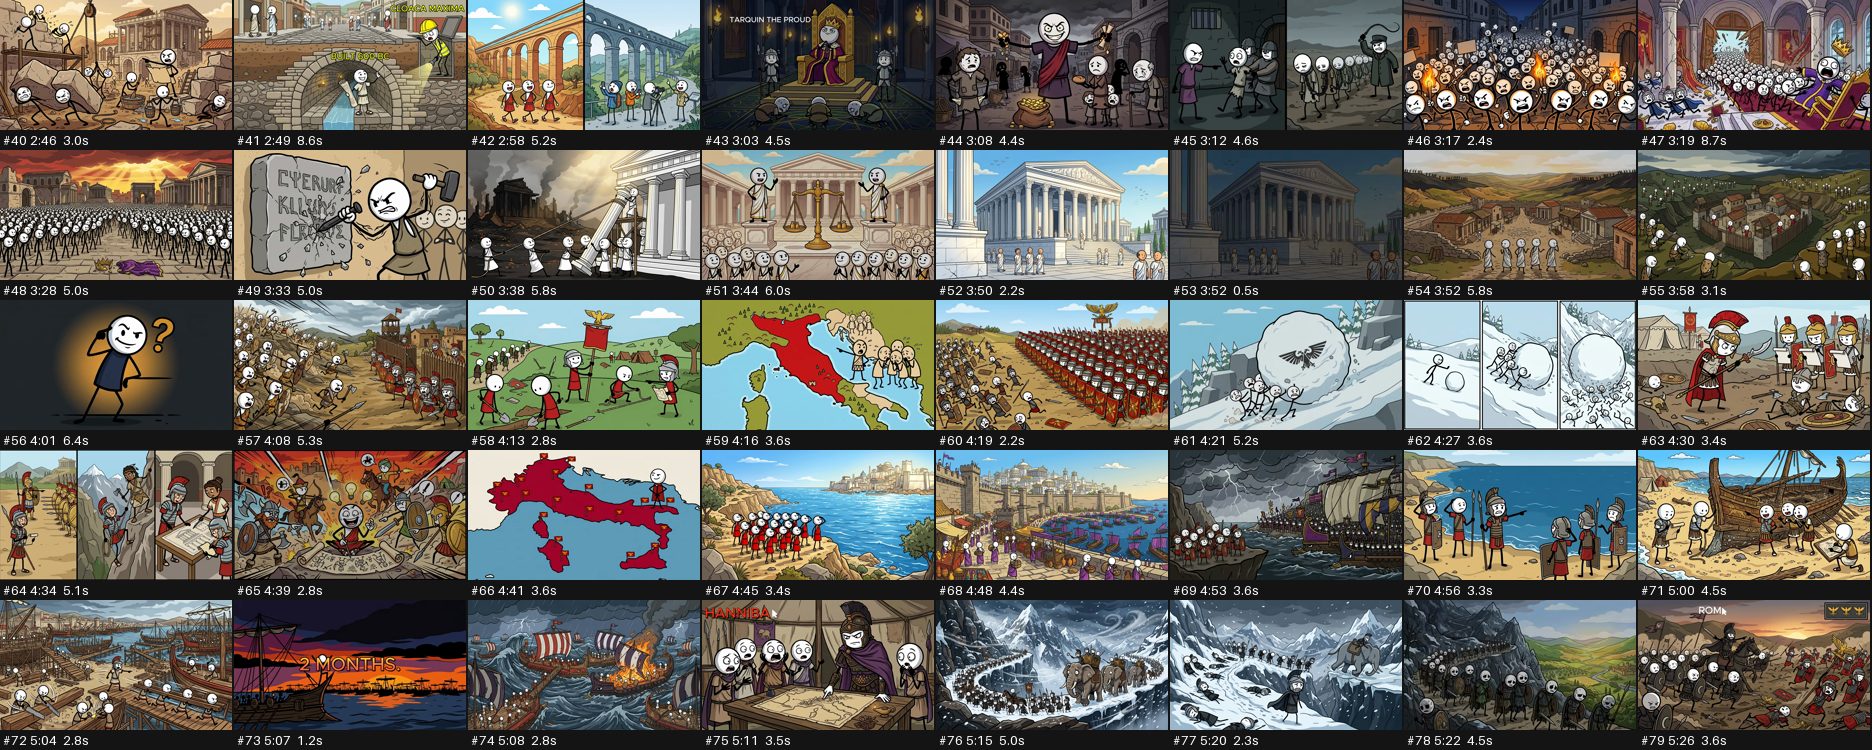 CLOACA MAXIMA
BUILT 600 BC
TARQUIN THE PROUD
#40 2:46 3.0s
#41 2:49 8.6s
#42 2:58 5.2s
#43 3:03 4.5s
#44 3:08 4.4s
#45 3:12 4.6s
#46 3:17 2.4s
#47 3:19 8.7s
#48 3:28 5.0s
#49 3:33 5.0s
#50 3:38 5.8s
#51 3:44 6.0s
#52 3:50 2.2s
#53 3:52 0.5s
#54 3:52 5.8s
#55 3:58 3.1s
?
#56 4:01 6.4s
#57 4:08 5.3s
#58 4:13 2.8s
#59 4:16 3.6s
#60 4:19 2.2s
#61 4:21 5.2s
#62 4:27 3.6s
#63 4:30 3.4s
#64 4:34 5.1s
#65 4:39 2.8s
#66 4:41 3.6s
#67 4:45 3.4s
#68 4:48 4.4s
#69 4:53 3.6s
#70 4:56 3.3s
#71 5:00 4.5s
2 MONTHS.
HANNIBA
ROM
#72 5:04 2.8s
#73 5:07 1.2s
#74 5:08 2.8s
#75 5:11 3.5s
#76 5:15 5.0s
#77 5:20 2.3s
#78 5:22 4.5s
#79 5:26 3.6s